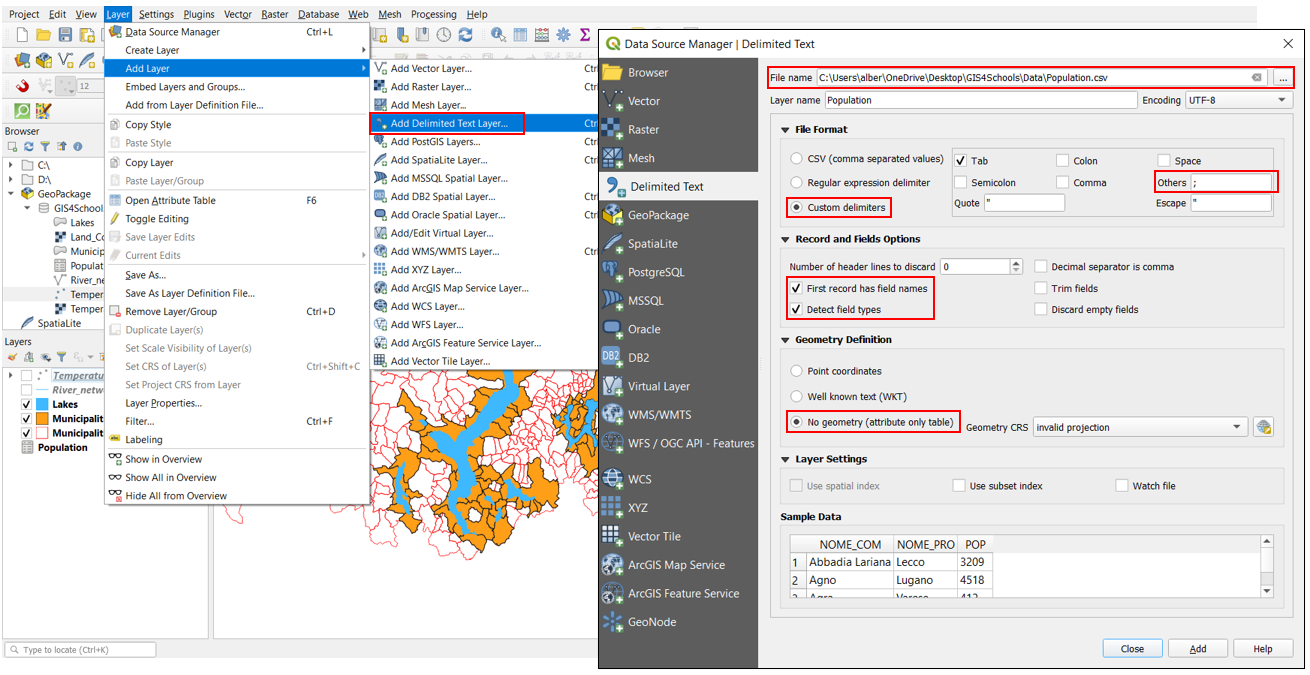 Project Edit View Layer Settings Plugins Vector Raster Database Web Mesh Processing Help
12
Browser
C:\
D:\
GeoPackage
GIS4School
Lakes
Land_Co
Municip
Populat
River_ne
Temper
Temper
SpatiaLite
Layers
Temperatu
River_netw
Lakes
Municipalit
Municipalit
Population
Type to locate (Ctrl+K)
Data Source Manager Ctrl+L
Create Layer
Add Layer
Embed Layers and Groups...
Add from Layer Definition File...
Copy Style
Paste Style
Copy Layer
Paste Layer/Group
Open Attribute Table F6
Toggle Editing
Save Layer Edits
Current Edits
Save As...
Save As Layer Definition File...
Remove Layer/Group Ctrl+D
Duplicate Layer(s)
Set Scale Visibility of Layer(s)
Set CRS of Layer(s) Ctrl+Shift+C
Set Project CRS from Layer
Layer Properties...
Filter... Ctrl+F
Labeling
Show in Overview
Show All in Overview
Hide All from Overview
Add Vector Layer... Ctr
Add Raster Layer... Ctr
Add Mesh Layer...
Add Delimited Text Layer... Ctr
Add PostGIS Layers... Ctr
Add SpatiaLite Layer... Ctr
Add MSSQL Spatial Layer... Ctr
Add DB2 Spatial Layer... Ctr
Add Oracle Spatial Layer... Ctr
Add/Edit Virtual Layer...
Add WMS/WMTS Layer... Ctr
Add XYZ Layer...
Add ArcGIS Map Service Layer...
Add WCS Layer...
Add WFS Layer...
Add ArcGIS Feature Service Layer...
Add Vector Tile Layer...
Data Source Manager | Delimited Text
Browser
Vector
Raster
Mesh
Delimited Text
GeoPackage
SpatiaLite
PostgreSQL
MSSQL
Oracle
DB2
DB2
Virtual Layer
WMS/WMTS
WFS / OGC API - Features
WCS
XYZ
Vector Tile
ArcGIS Map Service
ArcGIS Feature Service
GeoNode
File name C:\Users\alber\OneDrive\Desktop\GIS4Schools\Data\Population.csv ...
Layer name Population Encoding UTF-8
File Format
CSV (comma separated values) Tab Colon Space
Regular expression delimiter Semicolon Comma Others ;
Custom delimiters Quote " Escape "
Record and Fields Options
Number of header lines to discard 0 Decimal separator is comma
First record has field names Trim fields
Detect field types Discard empty fields
Geometry Definition
Point coordinates
Well known text (WKT)
No geometry (attribute only table) Geometry CRS invalid projection
Layer Settings
Use spatial index Use subset index Watch file
Sample Data
NOME_COM NOME_PRO POP
1 Abbadia Lariana Lecco 3209
2 Agno Lugano 4518
Close Add Help